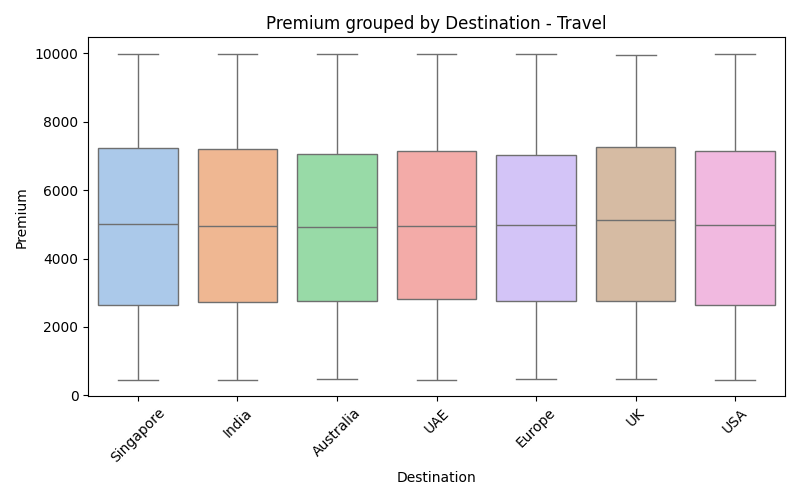 Premium grouped by Destination - Travel
10000
8000
6000
4000
2000
0
Premium
Singapore
India
Australia
UAE
Europe
UK
USA
Destination